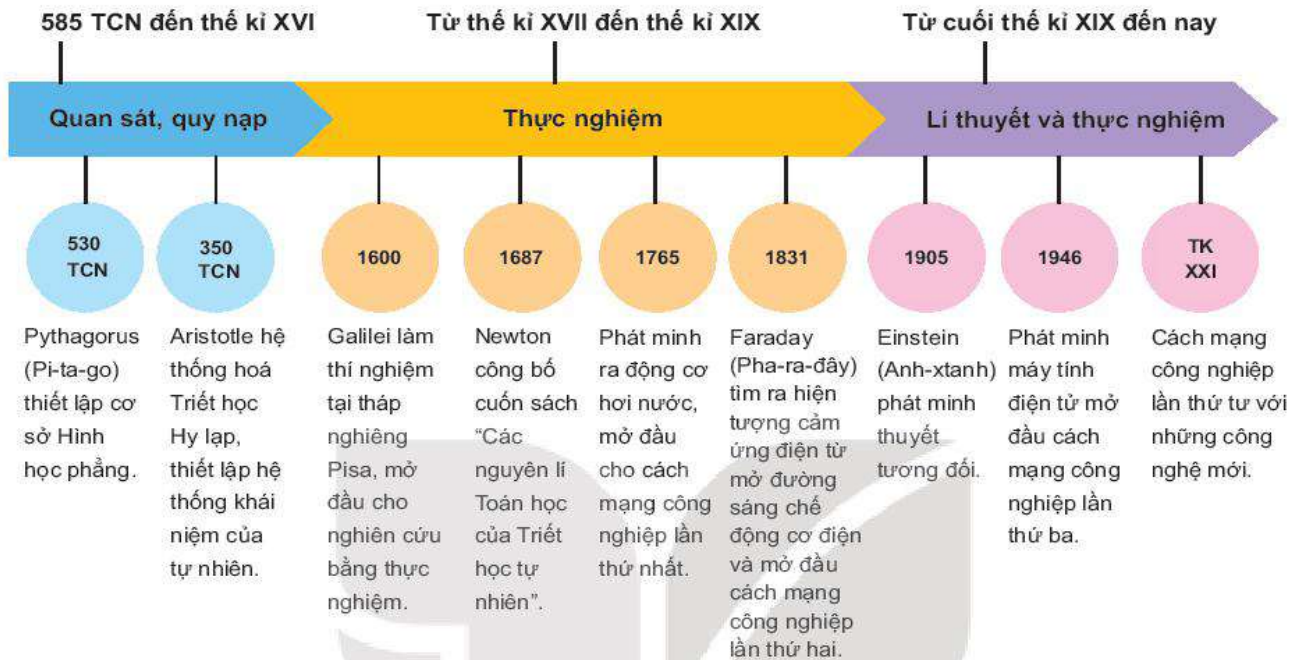 585 TCN đến thế kỉ XVI
Từ thế kỉ XVII đến thế kỉ XIX
Từ cuối thế kỉ XIX đến nay
Quan sát, quy nạp
Thực nghiệm
Lí thuyết và thực nghiệm
530
TCN
Pythagorus
(Pi-ta-go)
thiết lập cơ
sở Hình
học phẳng.
350
TCN
Aristotle hệ
thống hoá
Triết học
Hy lạp,
thiết lập hệ
thống khái
niệm của
tự nhiên.
1600
Galilei làm
thí nghiệm
tại tháp
nghiêng
Pisa, mở
đầu cho
nghiên cứu
bằng thực
nghiệm.
1687
Newton
công bố
cuốn sách
“Các
nguyên lí
Toán học
của Triết
học tự
nhiên”.
1765
Phát minh
ra động cơ
hơi nước,
mở đầu
cho cách
mạng công
nghiệp lần
thứ nhất.
1831
Faraday
(Pha-ra-đây)
tìm ra hiện
tượng cảm
ứng điện từ
mở đường
sáng chế
động cơ điện
và mở đầu
cách mạng
công nghiệp
lần thứ hai.
1905
Einstein
(Anh-xtanh)
phát minh
thuyết
tương đối.
1946
Phát minh
máy tính
điện tử mở
đầu cách
mạng công
nghiệp lần
thứ ba.
TK
XXI
Cách mạng
công nghiệp
lần thứ tư với
những công
nghệ mới.